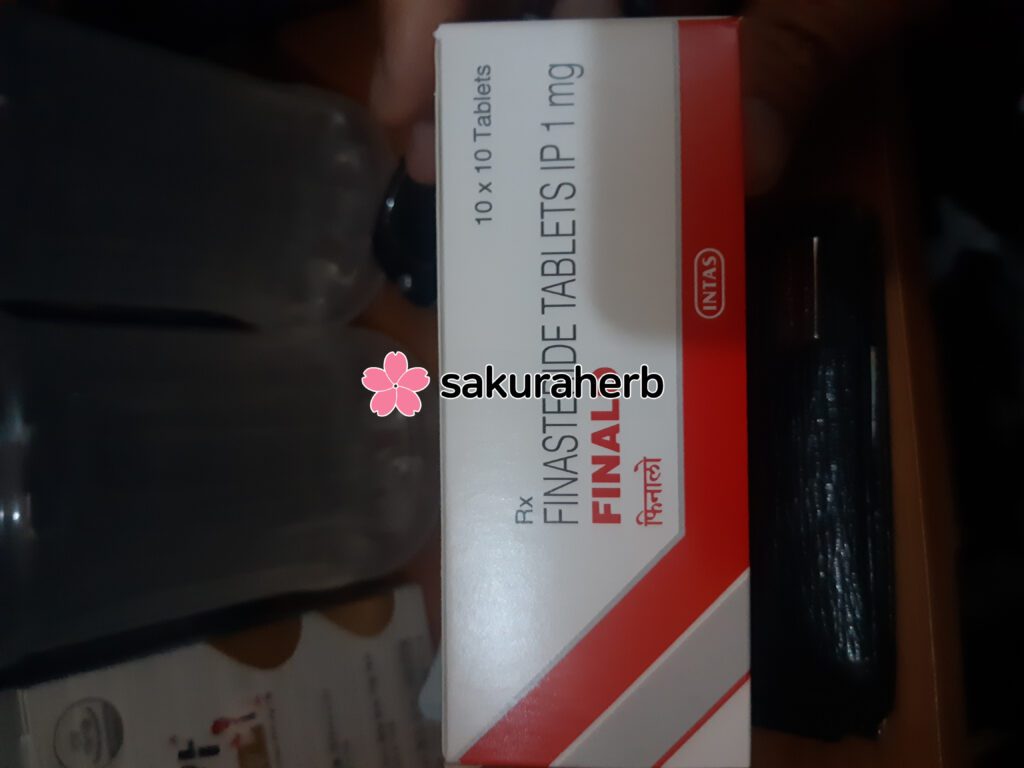 10 x 10 Tablets
Rx
FINASTERIDE TABLETS IP 1 mg
FINALO
फिनालो
INTAS
sakuraherb